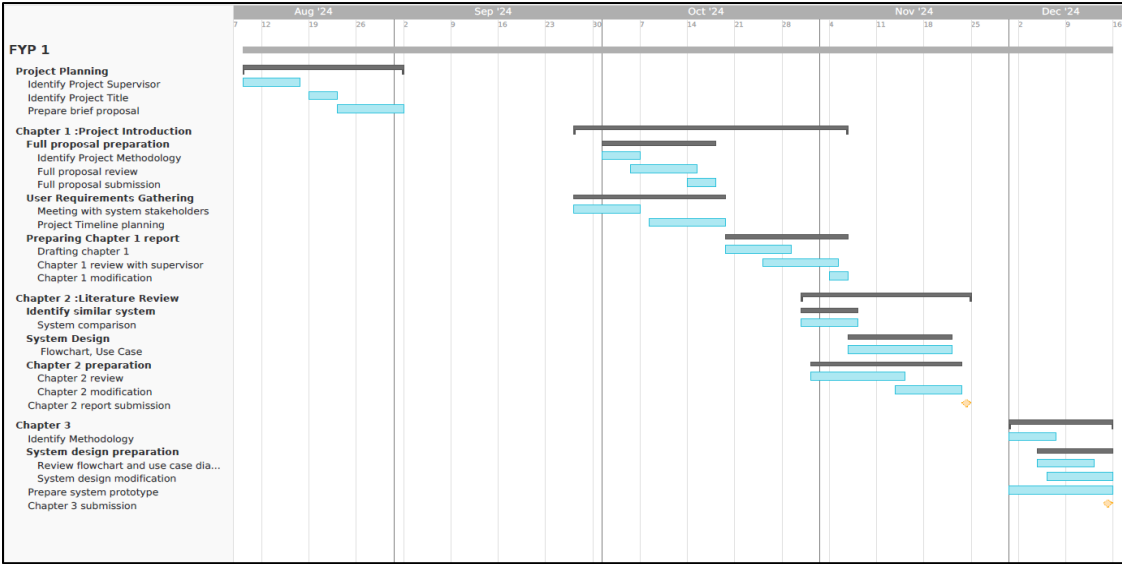 Aug '24 Sep '24 Oct '24 Nov '24 Dec '24
7 12 19 26 2 9 16 23 30 7 14 21 28 4 11 18 25 2 9 16
FYP 1
Project Planning
Identify Project Supervisor
Identify Project Title
Prepare brief proposal
Chapter 1 :Project Introduction
Full proposal preparation
Identify Project Methodology
Full proposal review
Full proposal submission
User Requirements Gathering
Meeting with system stakeholders
Project Timeline planning
Preparing Chapter 1 report
Drafting chapter 1
Chapter 1 review with supervisor
Chapter 1 modification
Chapter 2 :Literature Review
Identify similar system
System comparison
System Design
Flowchart, Use Case
Chapter 2 preparation
Chapter 2 review
Chapter 2 modification
Chapter 2 report submission
Chapter 3
Identify Methodology
System design preparation
Review flowchart and use case dia...
System design modification
Prepare system prototype
Chapter 3 submission